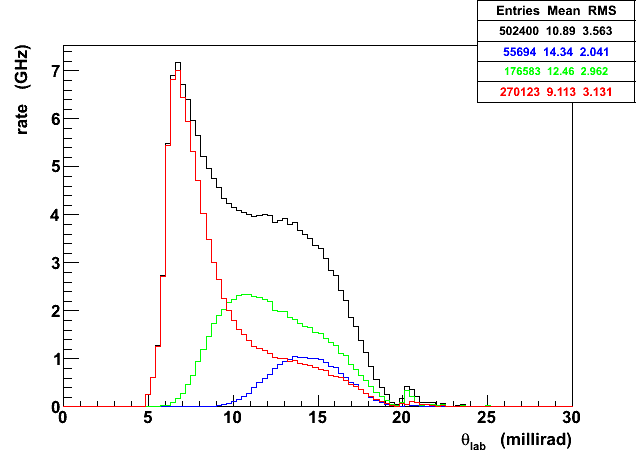 Entries Mean RMS
502400 10.89 3.563
55694 14.34 2.041
176583 12.46 2.962
270123 9.113 3.131
rate (GHz)
7
6
5
4
3
2
1
0
0 5 10 15 20 25 30
θlab (millirad)